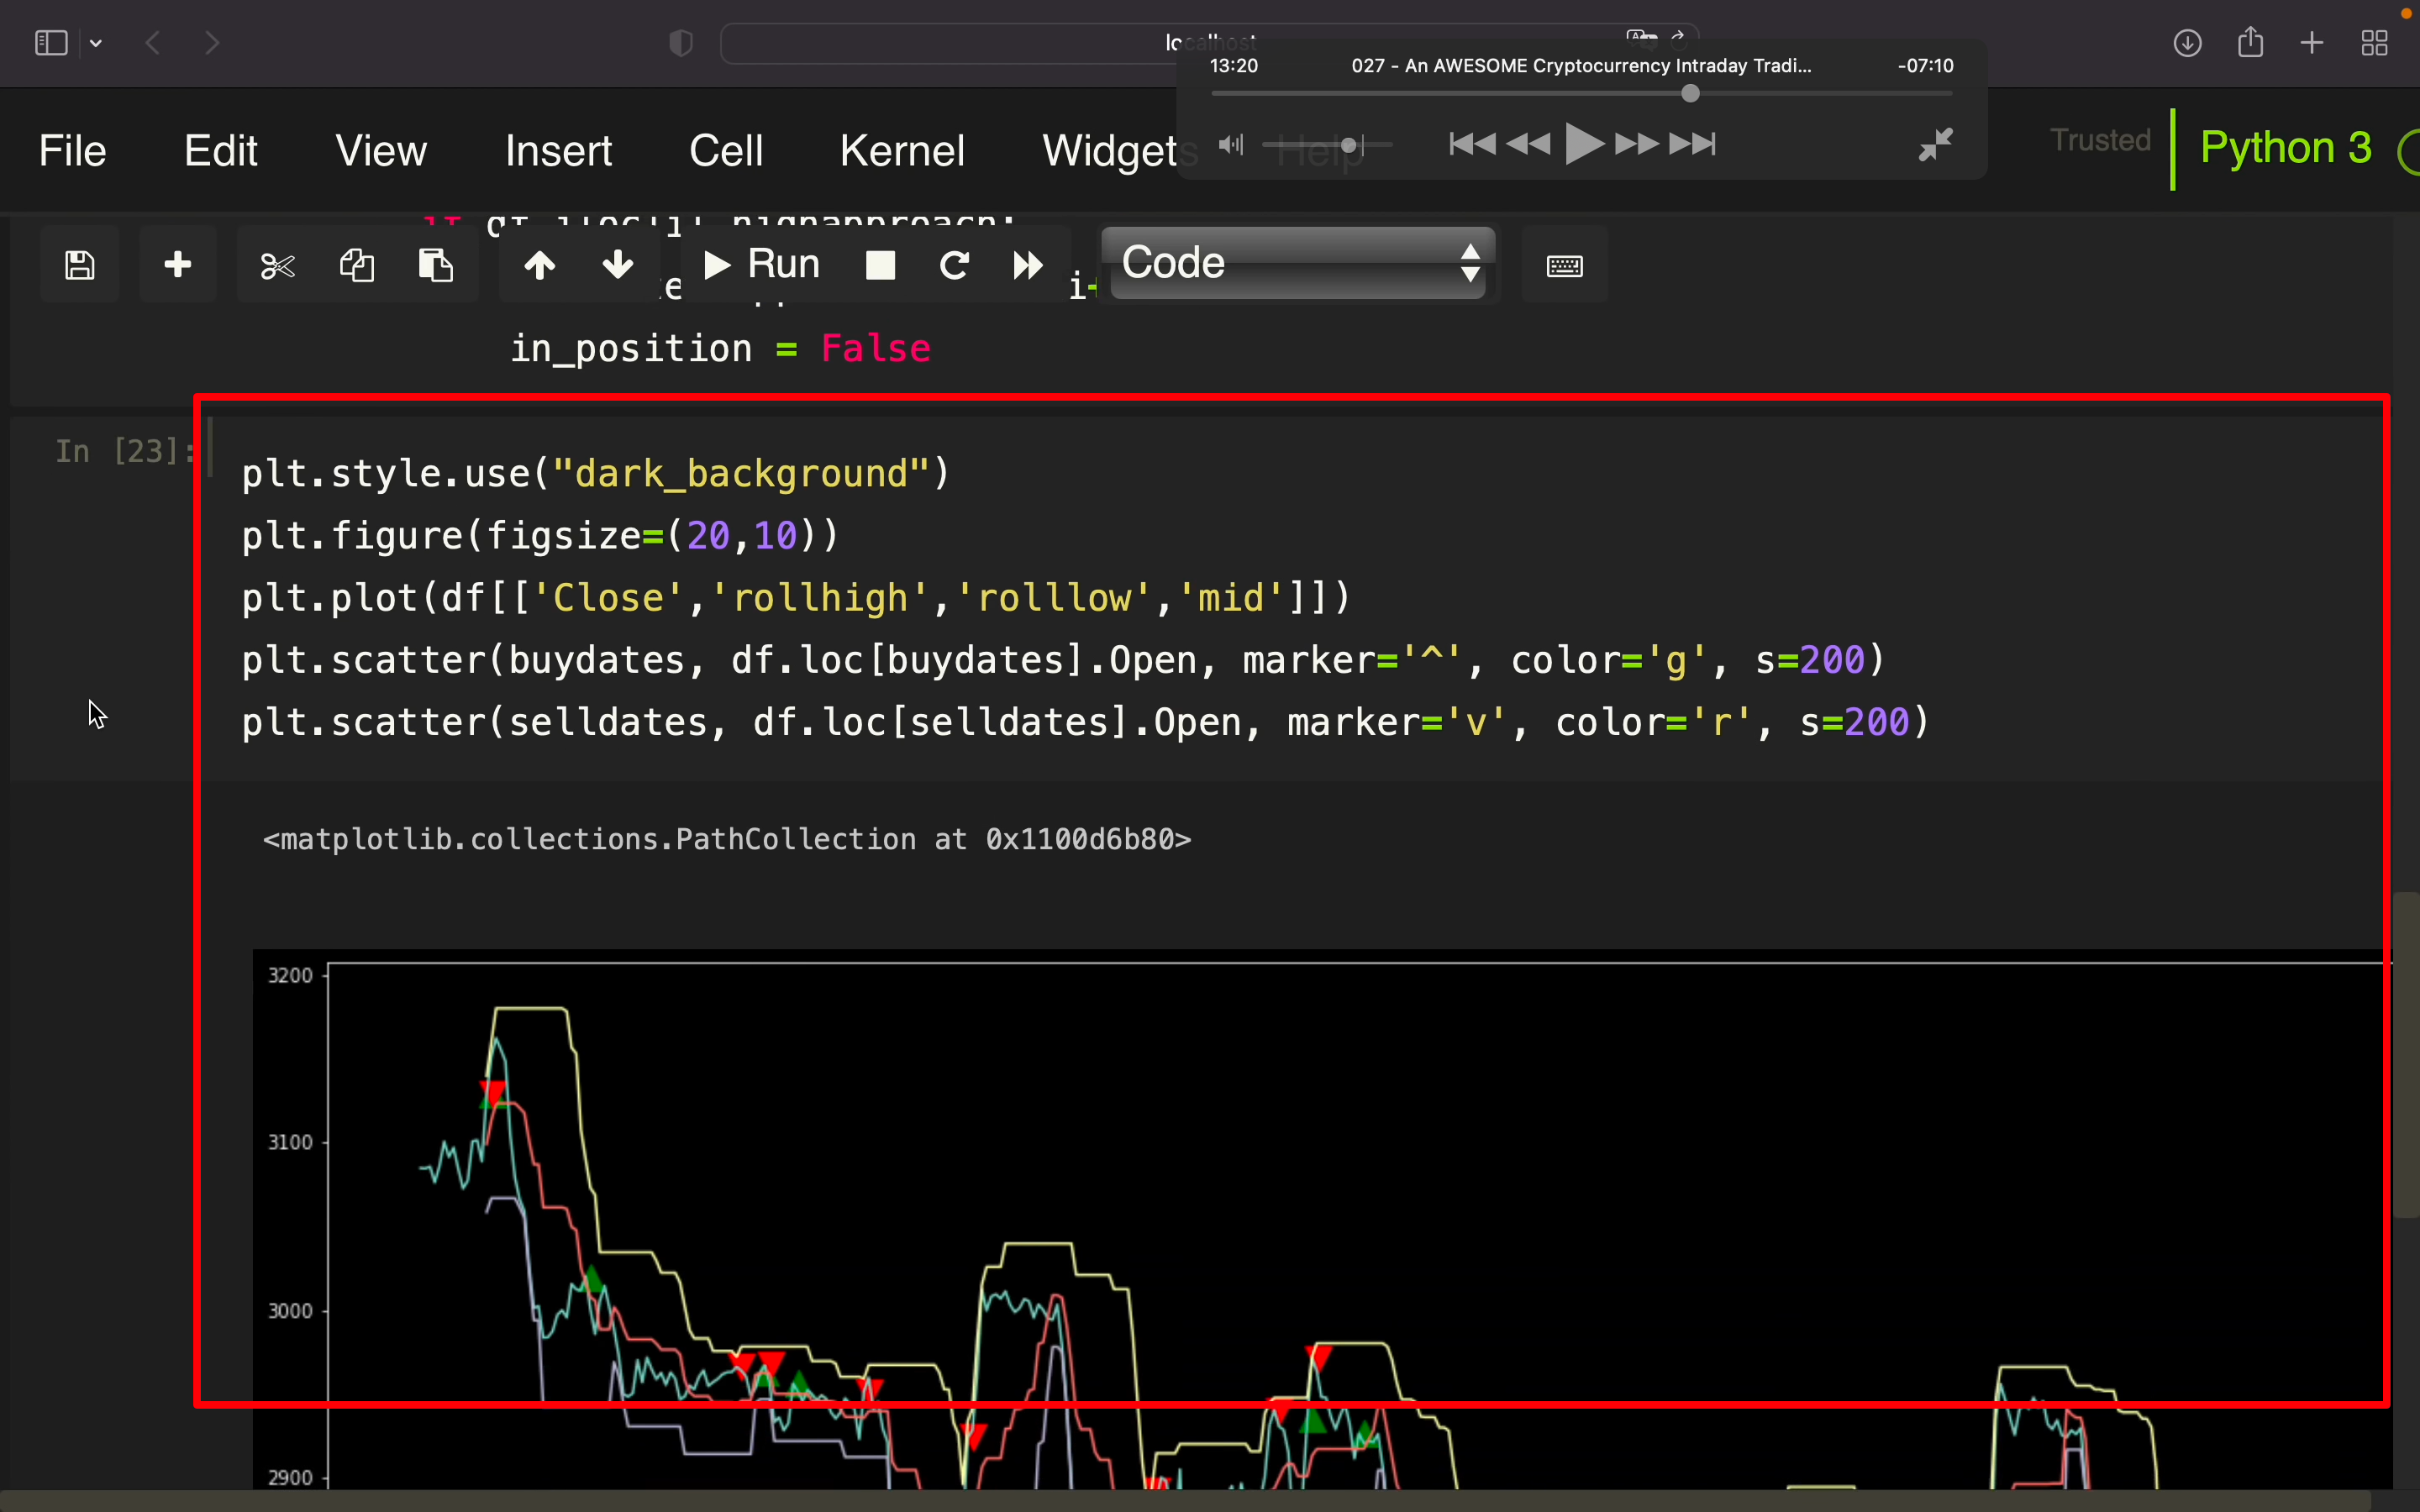 localhost
13:20 027 - An AWESOME Cryptocurrency Intraday Tradi... -07:10
File Edit View Insert Cell Kernel Widgets Help Trusted Python 3
Run Code
in_position = False
In [23]:
plt.style.use("dark_background")
plt.figure(figsize=(20,10))
plt.plot(df[['Close','rollhigh','rolllow','mid']])
plt.scatter(buydates, df.loc[buydates].Open, marker='^', color='g', s=200)
plt.scatter(selldates, df.loc[selldates].Open, marker='v', color='r', s=200)
<matplotlib.collections.PathCollection at 0x1100d6b80>
3200
3100
3000
2900